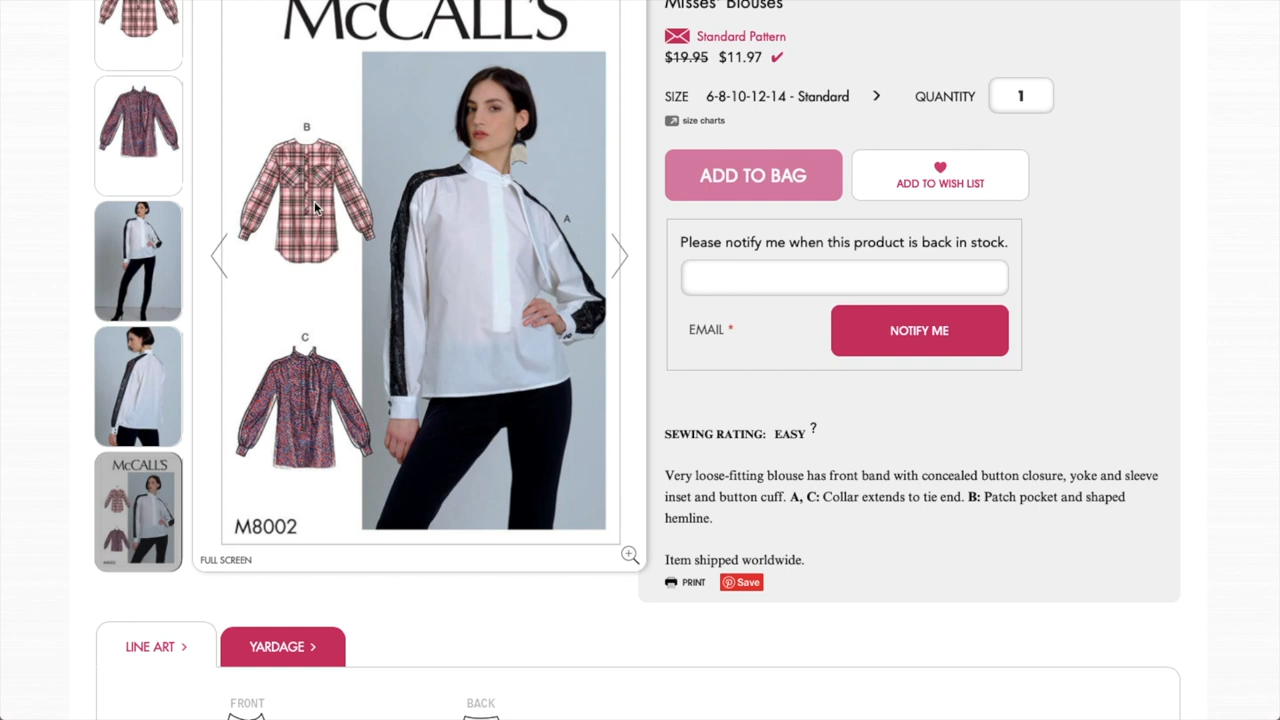 McCALL'S
Misses' Blouses
Standard Pattern
$19.95 $11.97
SIZE 6-8-10-12-14 - Standard > QUANTITY 1
size charts
ADD TO BAG
ADD TO WISH LIST
B
A
C
M8002
FULL SCREEN
McCALL'S
Please notify me when this product is back in stock.
EMAIL *
NOTIFY ME
SEWING RATING: EASY ?
Very loose-fitting blouse has front band with concealed button closure, yoke and sleeve
inset and button cuff. A, C: Collar extends to tie end. B: Patch pocket and shaped
hemline.
Item shipped worldwide.
PRINT
Save
LINE ART >
YARDAGE >
FRONT
BACK